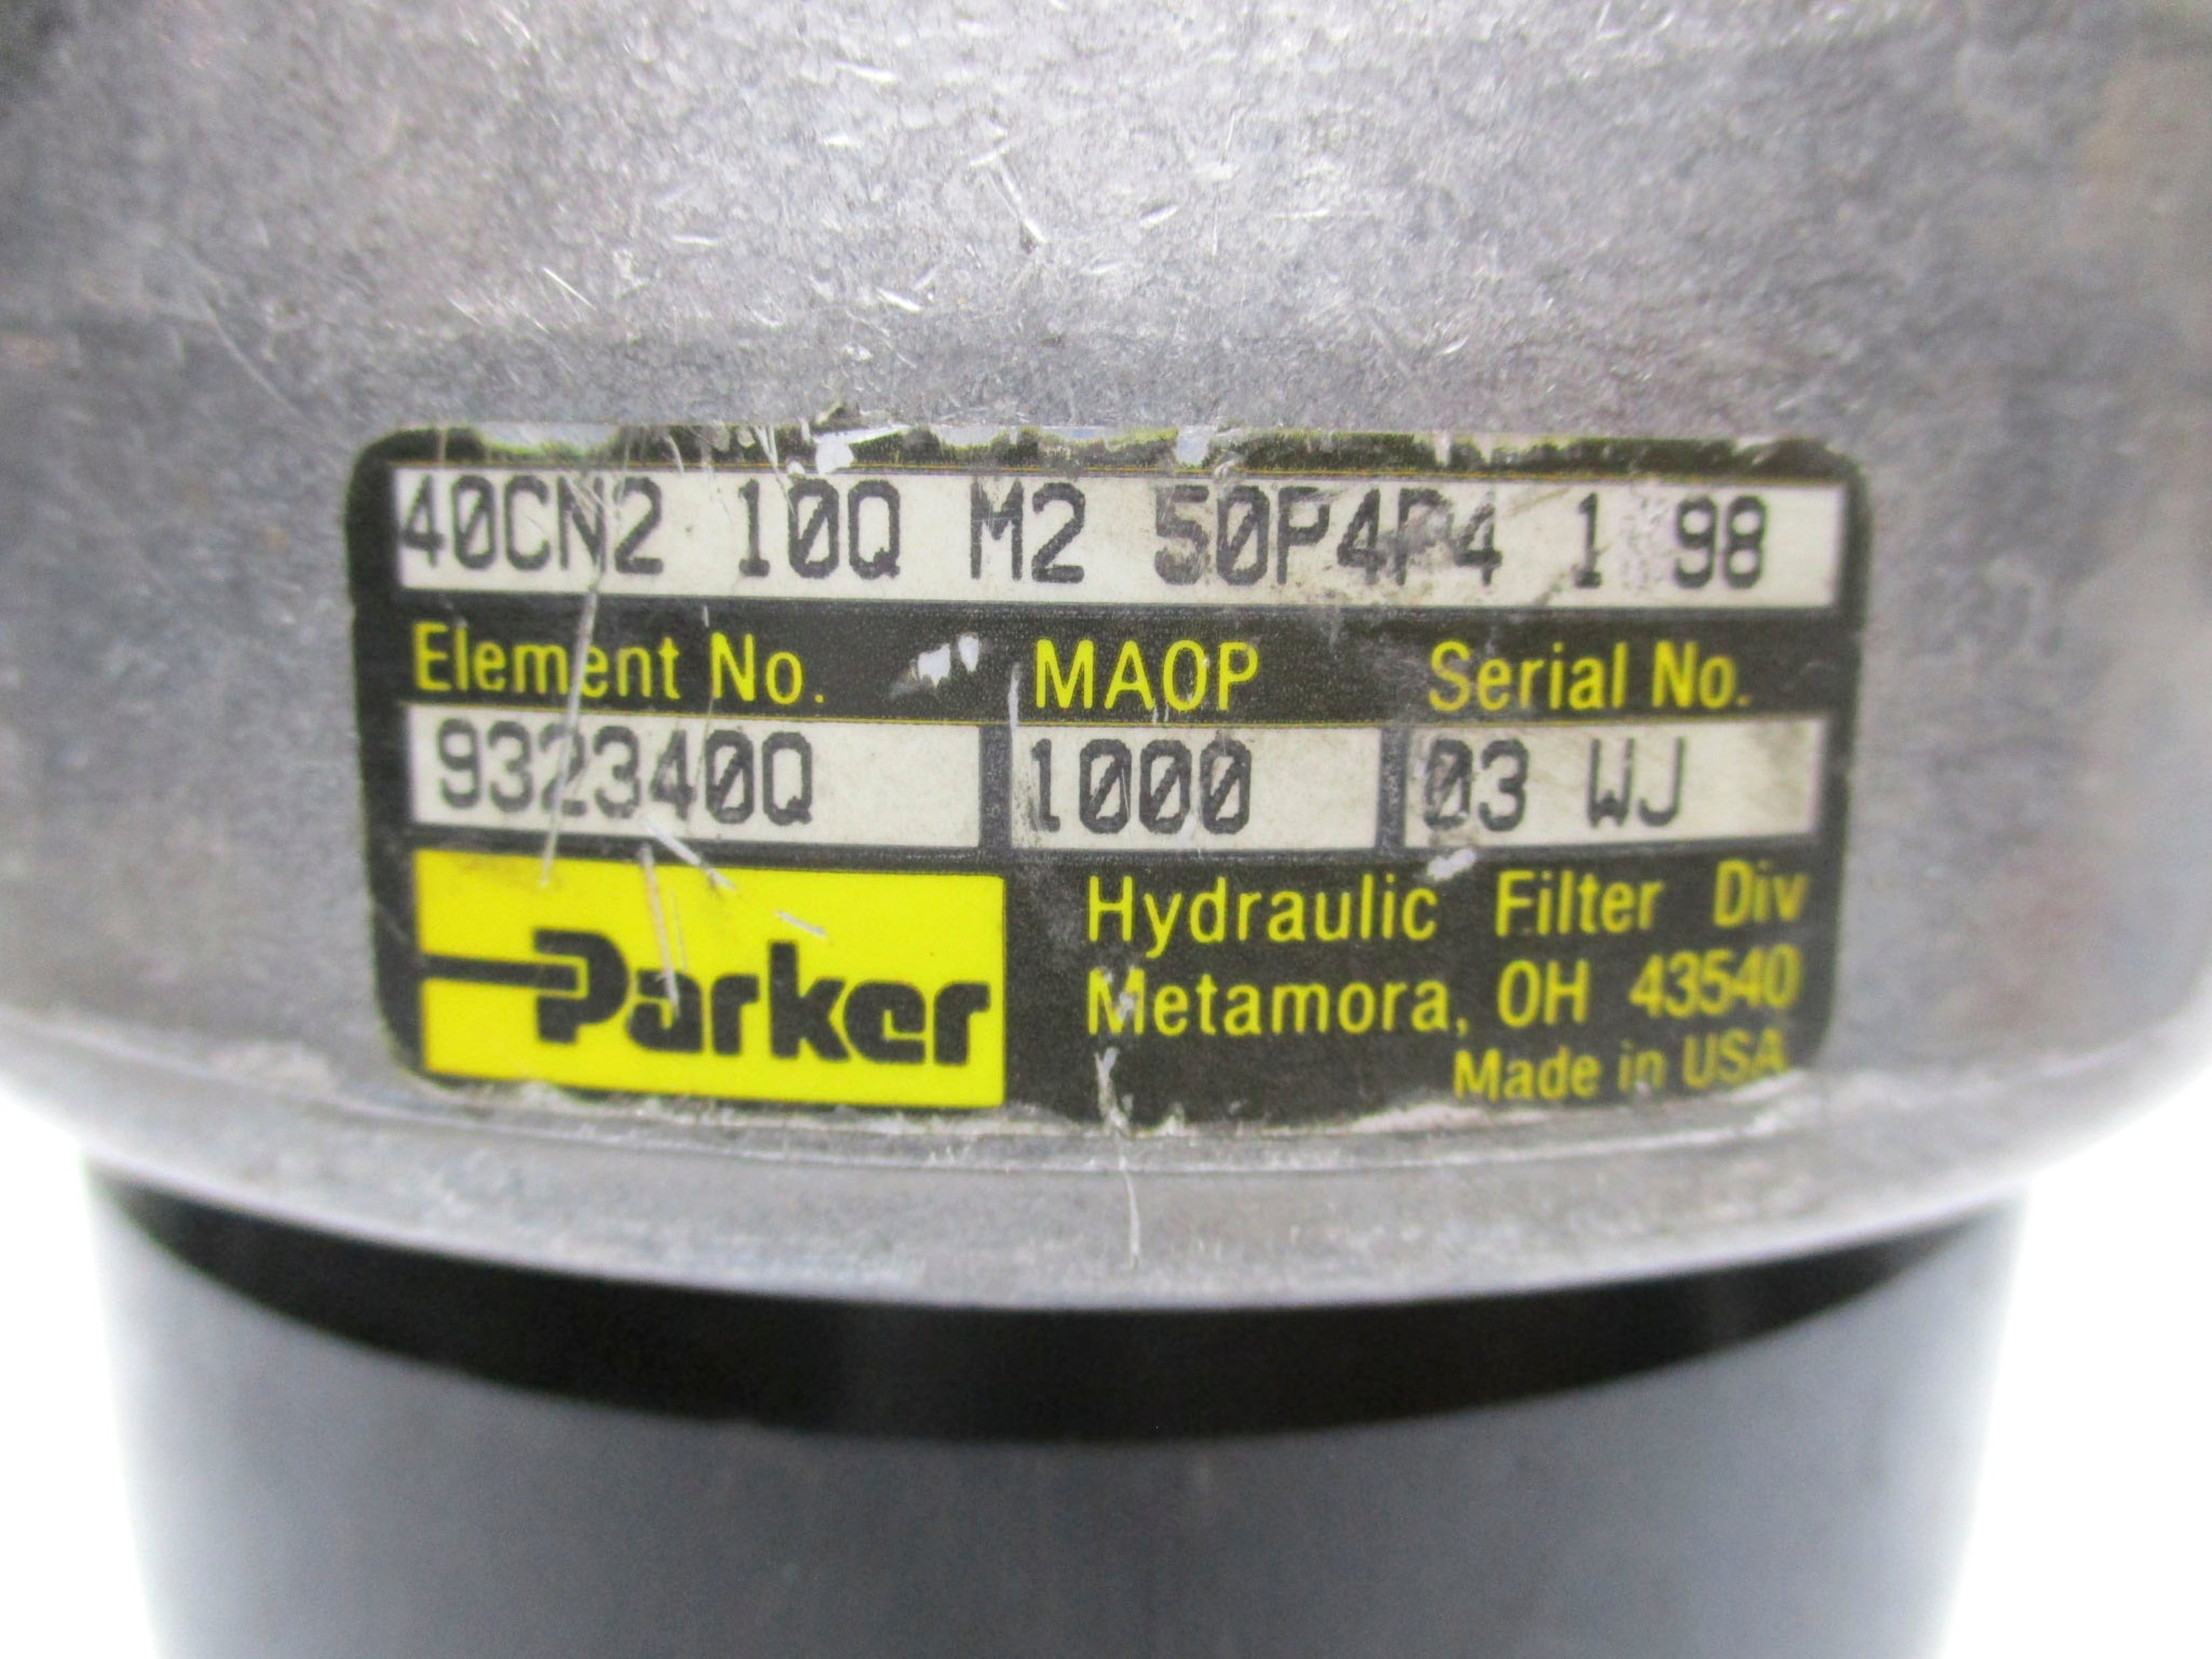 40CN2 10Q M2 50P4P4 1 98
Element No. MAOP Serial No.
932340Q 1000 03 WJ
Parker
Hydraulic Filter Div
Metamora, OH 43540
Made in USA